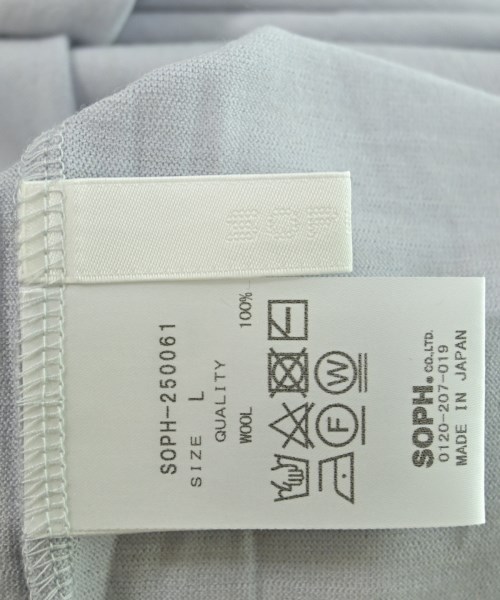 SOPH-250061
SIZE L
QUALITY
WOOL 100%
W
F
SOPH. CO.,LTD.
0120-207-019
MADE IN JAPAN